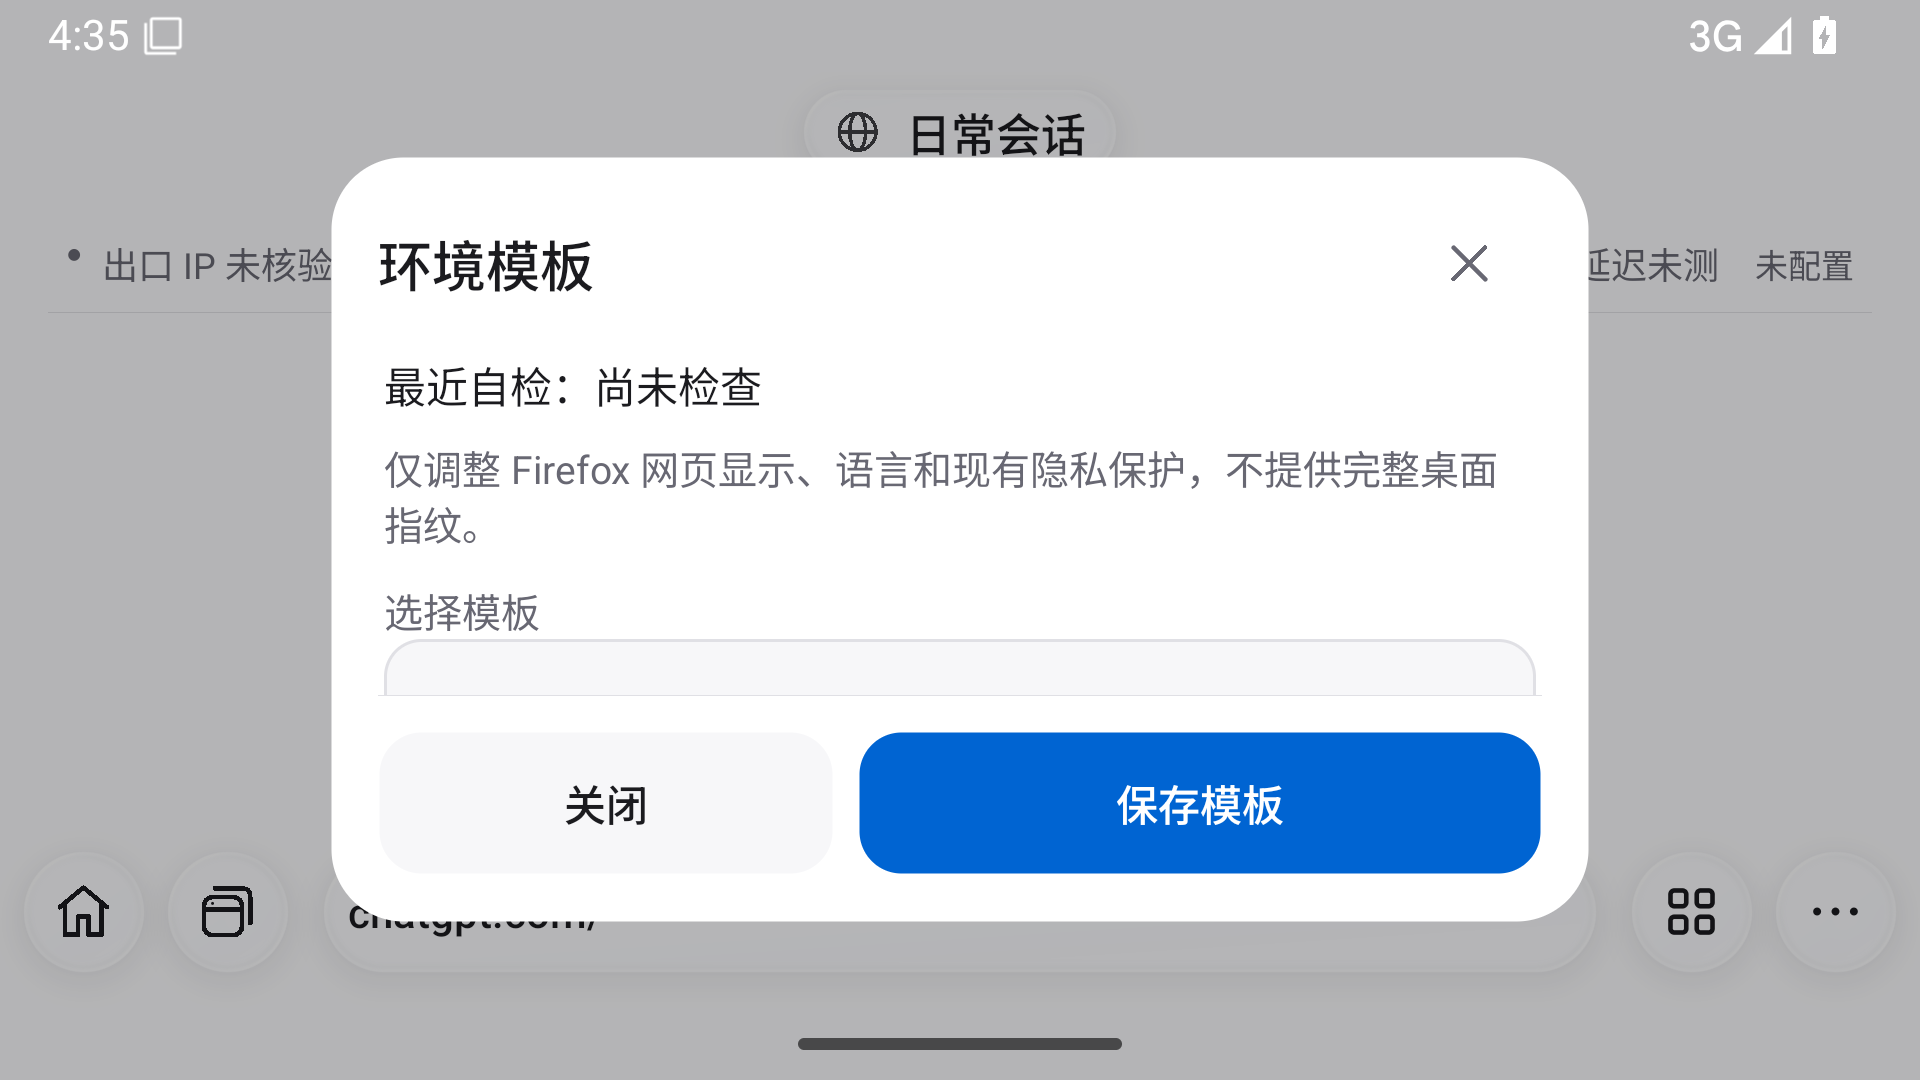 4:35
3G
日常会话
出口 IP 未核验
延迟未测
未配置
环境模板
最近自检：尚未检查
仅调整 Firefox 网页显示、语言和现有隐私保护，不提供完整桌面
指纹。
选择模板
关闭
保存模板
chatgpt.com/